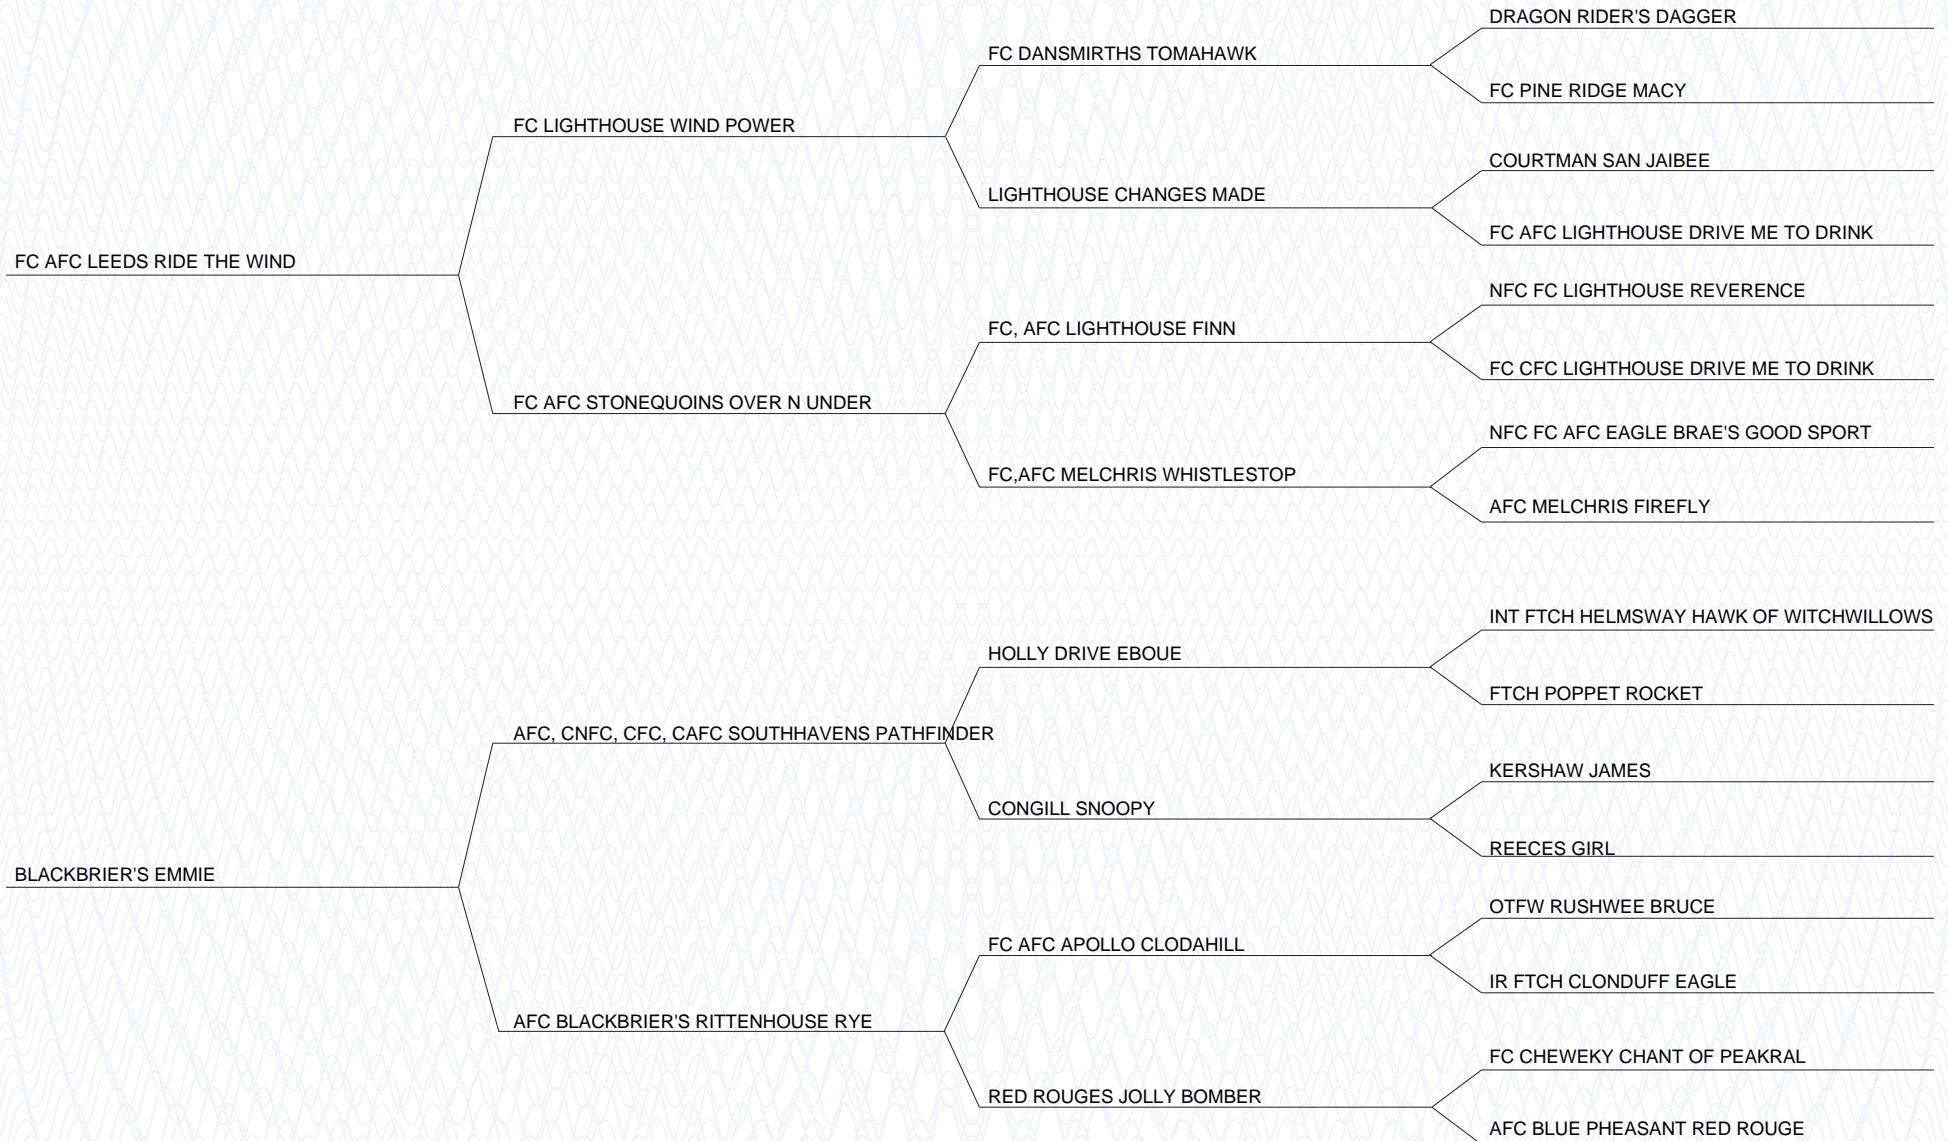 DRAGON RIDER'S DAGGER
FC DANSMIRTHS TOMAHAWK
FC PINE RIDGE MACY
FC LIGHTHOUSE WIND POWER
COURTMAN SAN JAIBEE
LIGHTHOUSE CHANGES MADE
FC AFC LIGHTHOUSE DRIVE ME TO DRINK
FC AFC LEEDS RIDE THE WIND
NFC FC LIGHTHOUSE REVERENCE
FC, AFC LIGHTHOUSE FINN
FC CFC LIGHTHOUSE DRIVE ME TO DRINK
FC AFC STONEQUOINS OVER N UNDER
NFC FC AFC EAGLE BRAE'S GOOD SPORT
FC,AFC MELCHRIS WHISTLESTOP
AFC MELCHRIS FIREFLY
INT FTCH HELMSWAY HAWK OF WITCHWILLOWS
HOLLY DRIVE EBOUE
FTCH POPPET ROCKET
AFC, CNFC, CFC, CAFC SOUTHHAVENS PATHFINDER
KERSHAW JAMES
CONGILL SNOOPY
REECES GIRL
BLACKBRIER'S EMMIE
OTFW RUSHWEE BRUCE
FC AFC APOLLO CLODAHILL
IR FTCH CLONDUFF EAGLE
AFC BLACKBRIER'S RITTENHOUSE RYE
FC CHEWEKY CHANT OF PEAKRAL
RED ROUGES JOLLY BOMBER
AFC BLUE PHEASANT RED ROUGE